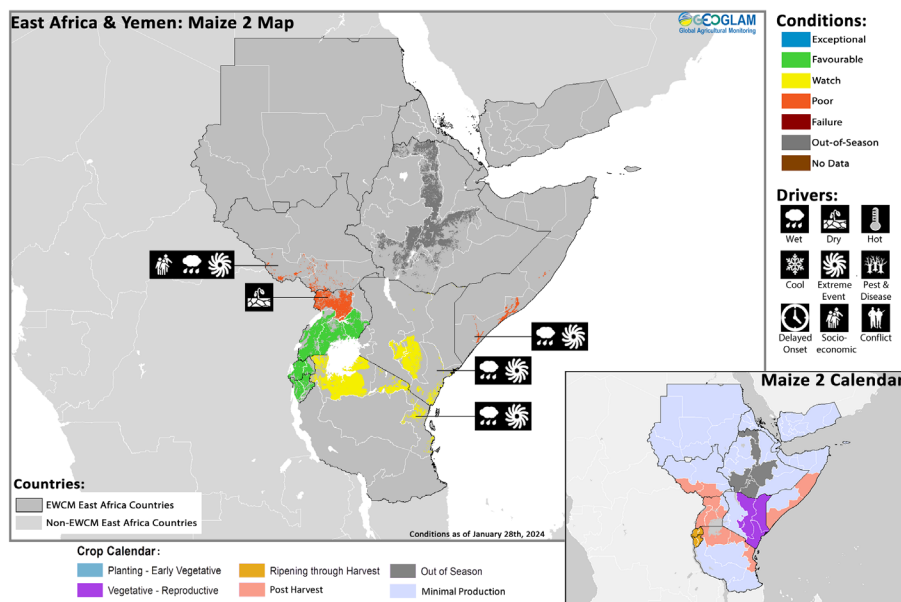 East Africa & Yemen: Maize 2 Map
GEOGLAM
Global Agricultural Monitoring
Conditions:
Exceptional
Favourable
Watch
Poor
Failure
Out-of-Season
No Data
Drivers:
Wet
Dry
Hot
Cool
Extreme
Event
Pest &
Disease
Delayed
Onset
Socio-
economic
Conflict
Maize 2 Calendar
Countries:
EWCM East Africa Countries
Non-EWCM East Africa Countries
Conditions as of January 28th, 2024
Crop Calendar:
Planting - Early Vegetative
Vegetative - Reproductive
Ripening through Harvest
Post Harvest
Out of Season
Minimal Production